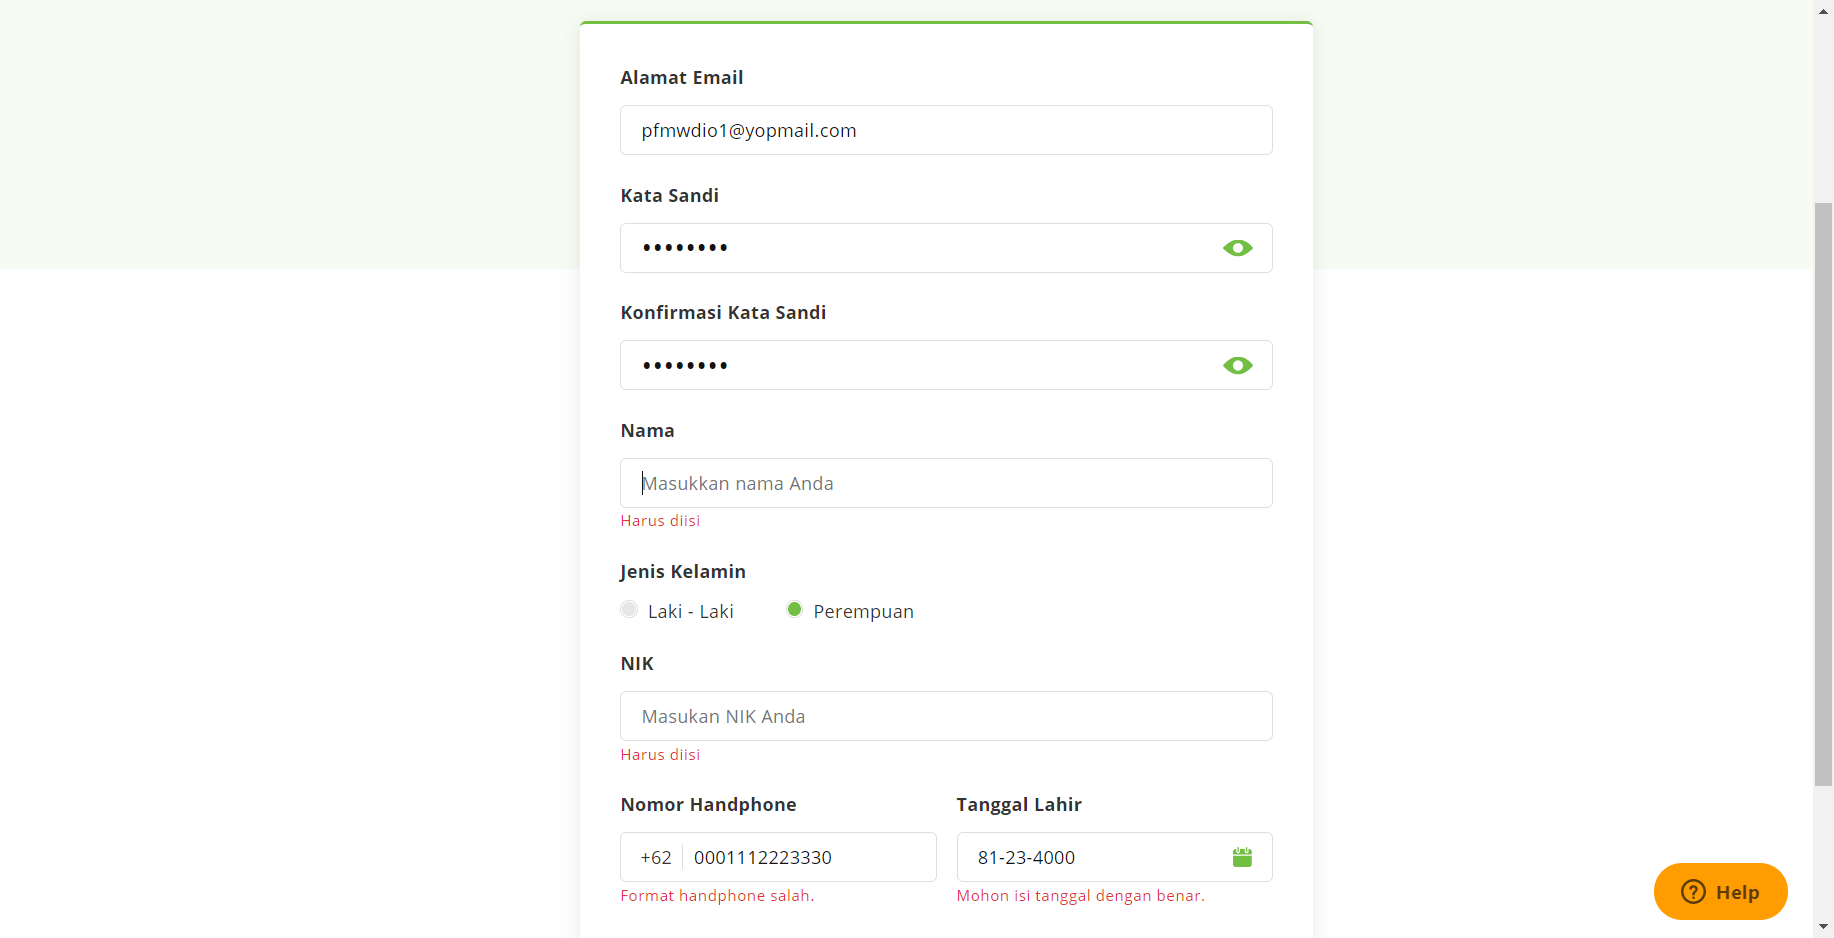 Alamat Email
pfmwdio1@yopmail.com
Kata Sandi
••••••••
Konfirmasi Kata Sandi
••••••••
Nama
Masukkan nama Anda
Harus diisi
Jenis Kelamin
Laki - Laki Perempuan
NIK
Masukan NIK Anda
Harus diisi
Nomor Handphone Tanggal Lahir
+62 0001112223330 81-23-4000
Format handphone salah. Mohon isi tanggal dengan benar.
Help